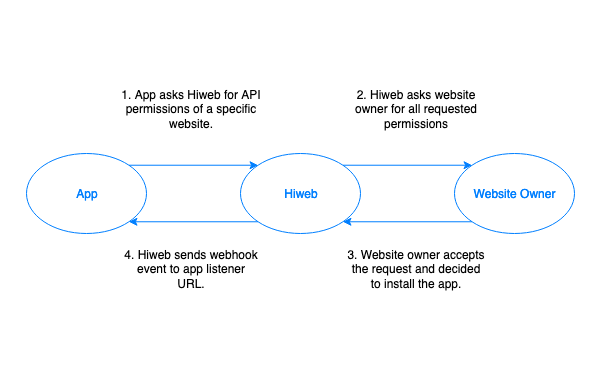 1. App asks Hiweb for API
permissions of a specific
website.
2. Hiweb asks website
owner for all requested
permissions
App
Hiweb
Website Owner
4. Hiweb sends webhook
event to app listener
URL.
3. Website owner accepts
the request and decided
to install the app.